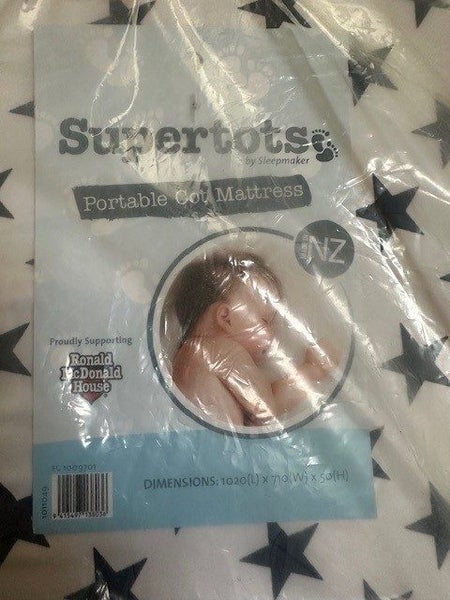 Supertots
by Sleepmaker
Portable Cot Mattress
NZ
Proudly Supporting
Ronald
McDonald
House
DIMENSIONS: 1020(L) x 710(W) x 50(H)